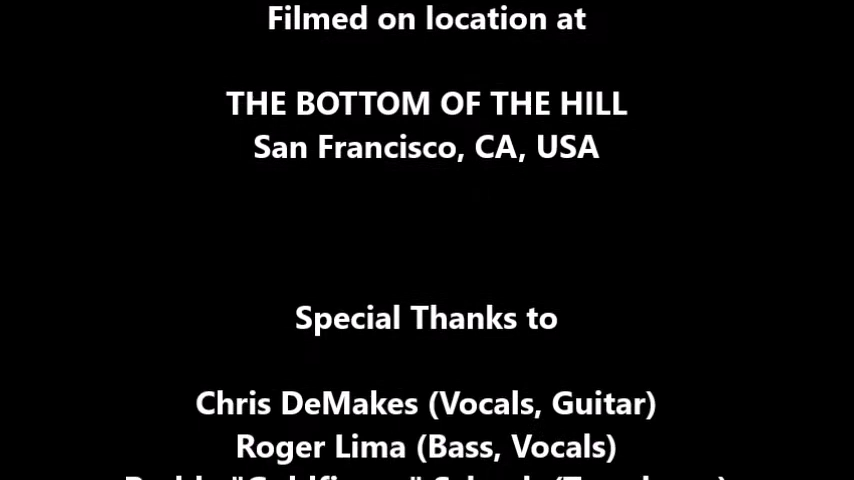 Filmed on location at
THE BOTTOM OF THE HILL
San Francisco, CA, USA
Special Thanks to
Chris DeMakes (Vocals, Guitar)
Roger Lima (Bass, Vocals)